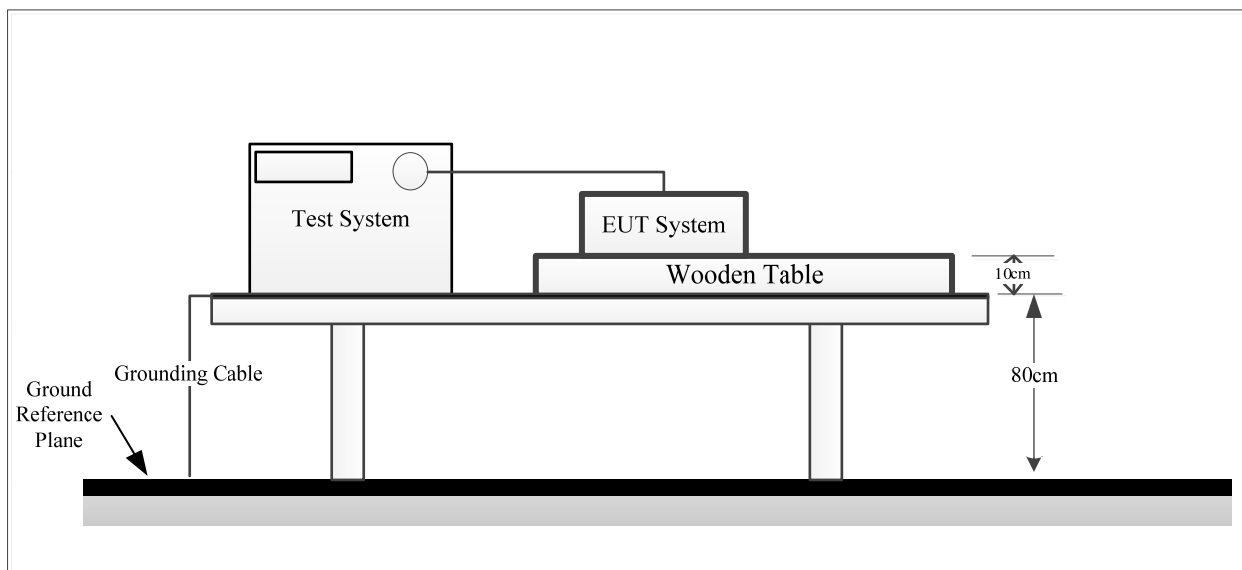 Test System
EUT System
Wooden Table
10cm
Grounding Cable
80cm
Ground
Reference
Plane